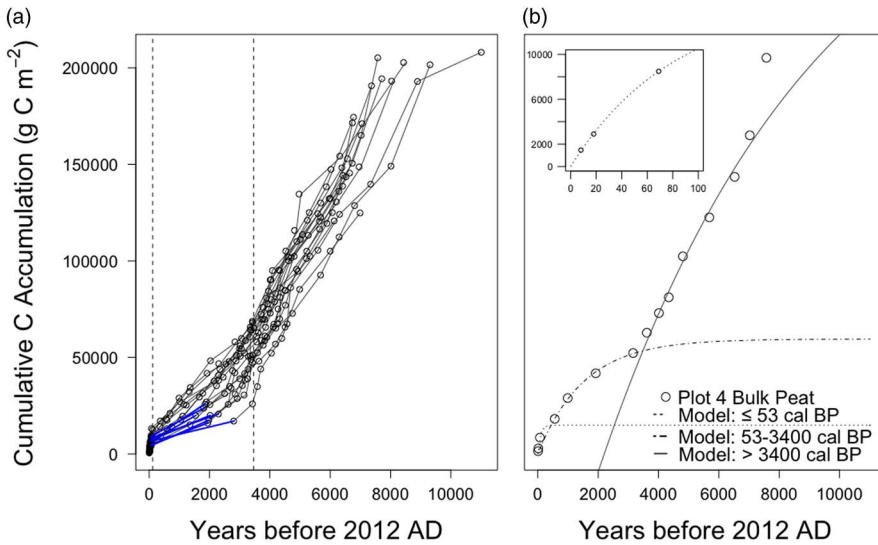 (a)
Cumulative C Accumulation (g C m⁻²)
200000
150000
100000
50000
0
0 2000 4000 6000 8000 10000
Years before 2012 AD
(b)
10000
8000
6000
4000
2000
0
0 20 40 60 80 100
Plot 4 Bulk Peat
Model: ≤ 53 cal BP
Model: 53-3400 cal BP
Model: > 3400 cal BP
0 2000 4000 6000 8000 10000
Years before 2012 AD